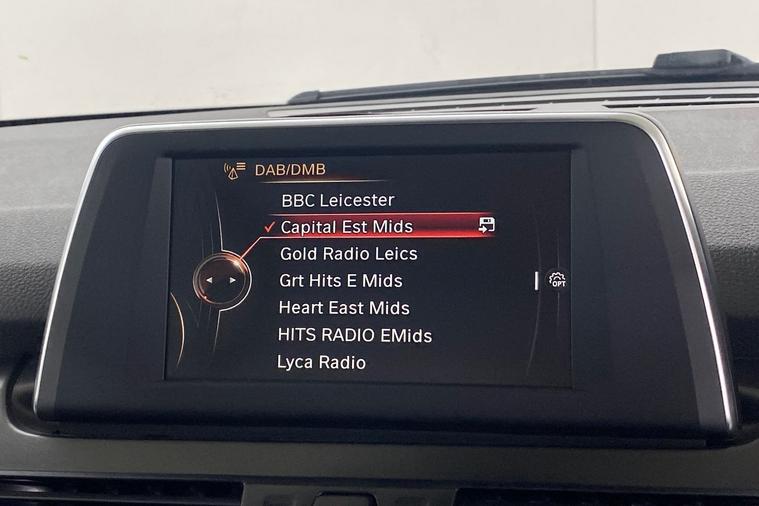 DAB/DMB
BBC Leicester
Capital Est Mids
Gold Radio Leics
Grt Hits E Mids
OPT
Heart East Mids
HITS RADIO EMids
Lyca Radio